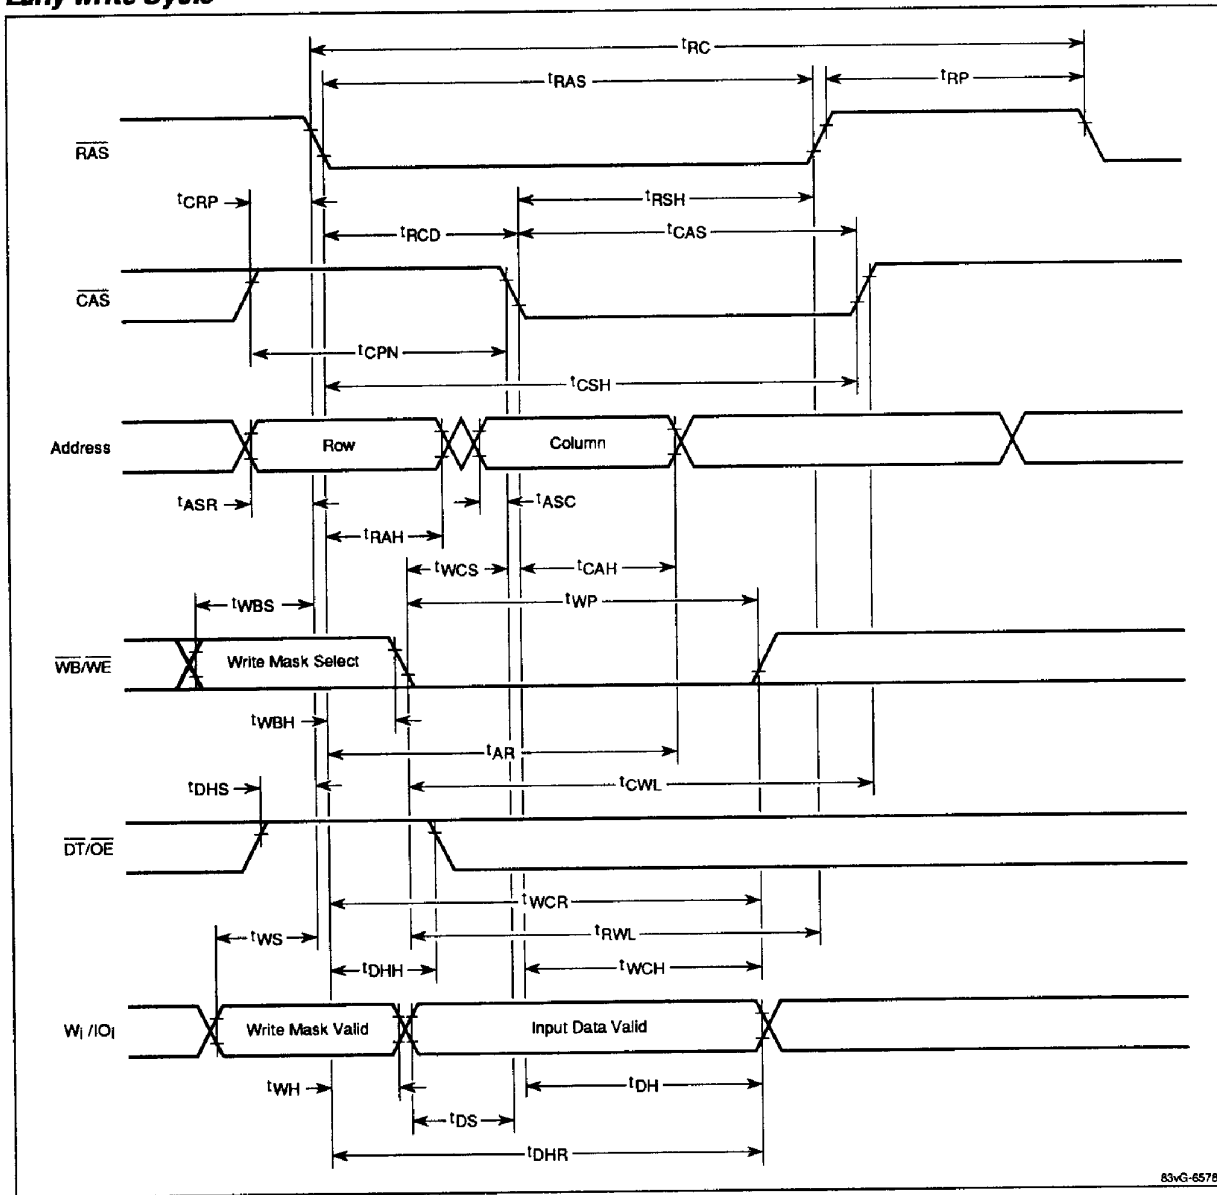 Early Write Cycle
tRC
tRAS
tRP
RAS
tCRP
tRSH
tRCD
tCAS
CAS
tCPN
tCSH
Address
Row
Column
tASR
tASC
tRAH
tWCS
tCAH
tWBS
tWP
WB/WE
Write Mask Select
tWBH
tAR
tDHS
tCWL
DT/OE
tWCR
tWS
tRWL
tDHH
tWCH
Wi /IOi
Write Mask Valid
Input Data Valid
tWH
tDH
tDS
tDHR
83vG-6578